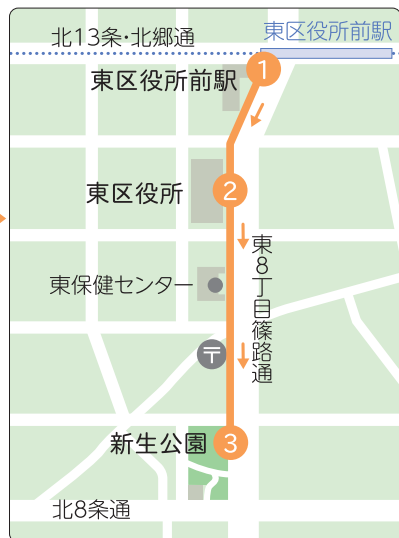 北13条・北郷通
東区役所前駅
1
東区役所前駅
東区役所
2
東8丁目篠路通
東保健センター
〒
新生公園
3
北8条通